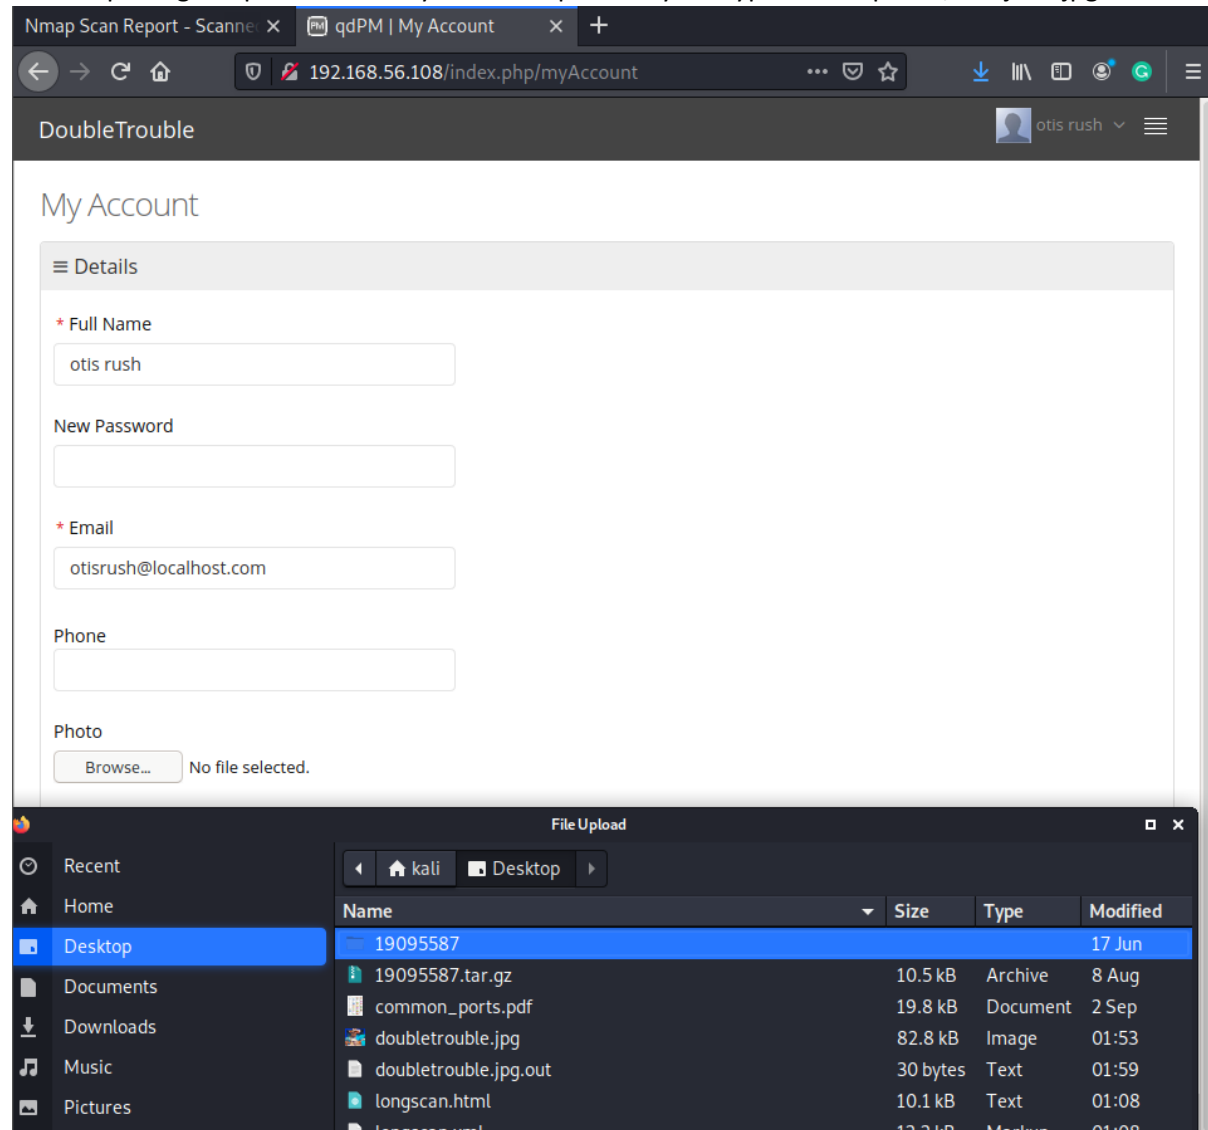 Nmap Scan Report - Scanne
qdPM | My Account
192.168.56.108/index.php/myAccount
DoubleTrouble
otis rush
My Account
Details
* Full Name
otis rush
New Password
* Email
otisrush@localhost.com
Phone
Photo
Browse... No file selected.
File Upload
Recent
kali Desktop
Home
Name Size Type Modified
Desktop
19095587 17 Jun
19095587.tar.gz 10.5 kB Archive 8 Aug
Documents
common_ports.pdf 19.8 kB Document 2 Sep
Downloads
doubletrouble.jpg 82.8 kB Image 01:53
Music
doubletrouble.jpg.out 30 bytes Text 01:59
Pictures
longscan.html 10.1 kB Text 01:08